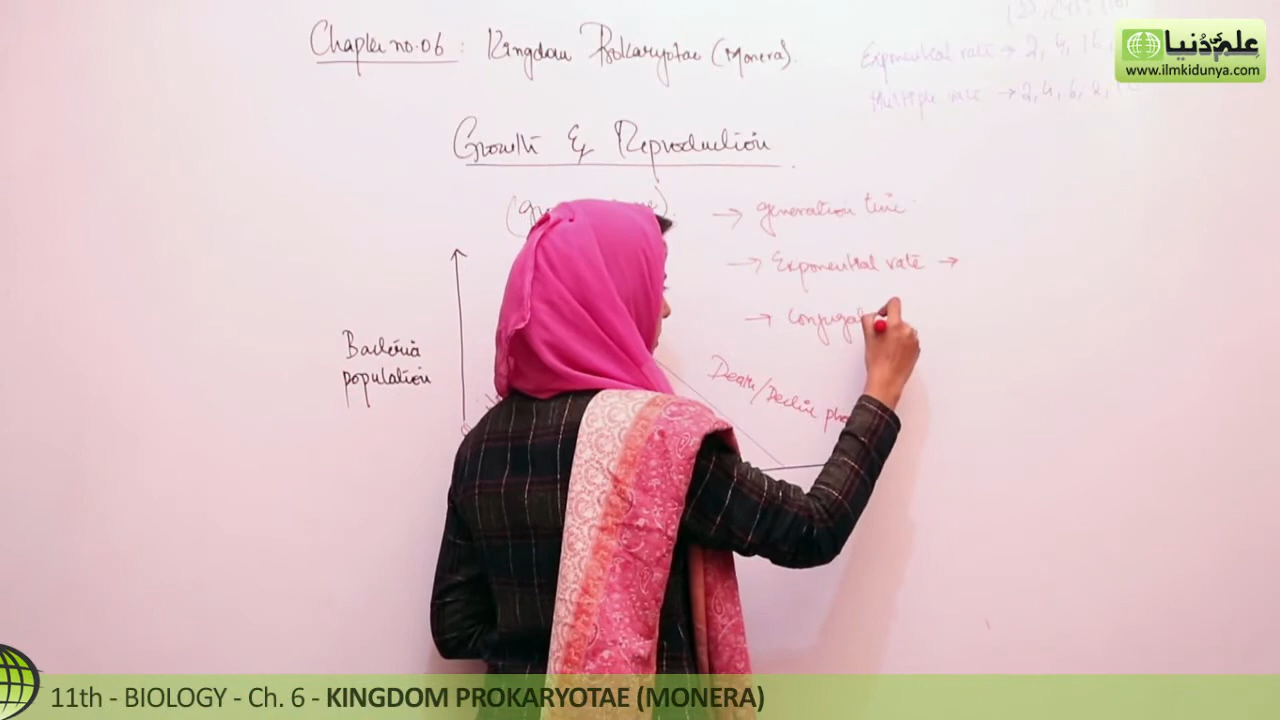 Chapter no. 06 : Kingdom Prokaryotae (Monera).
علم کی دُنیا
www.ilmkidunya.com
Exponential rate → 2, 4, 16,
Multiple rate → 2, 4, 6,
Growth & Reproduction
→ generation time
→ Exponential rate →
→ conjugat
Bacteria
population
Death/Decline pha
11th - BIOLOGY - Ch. 6 - KINGDOM PROKARYOTAE (MONERA)